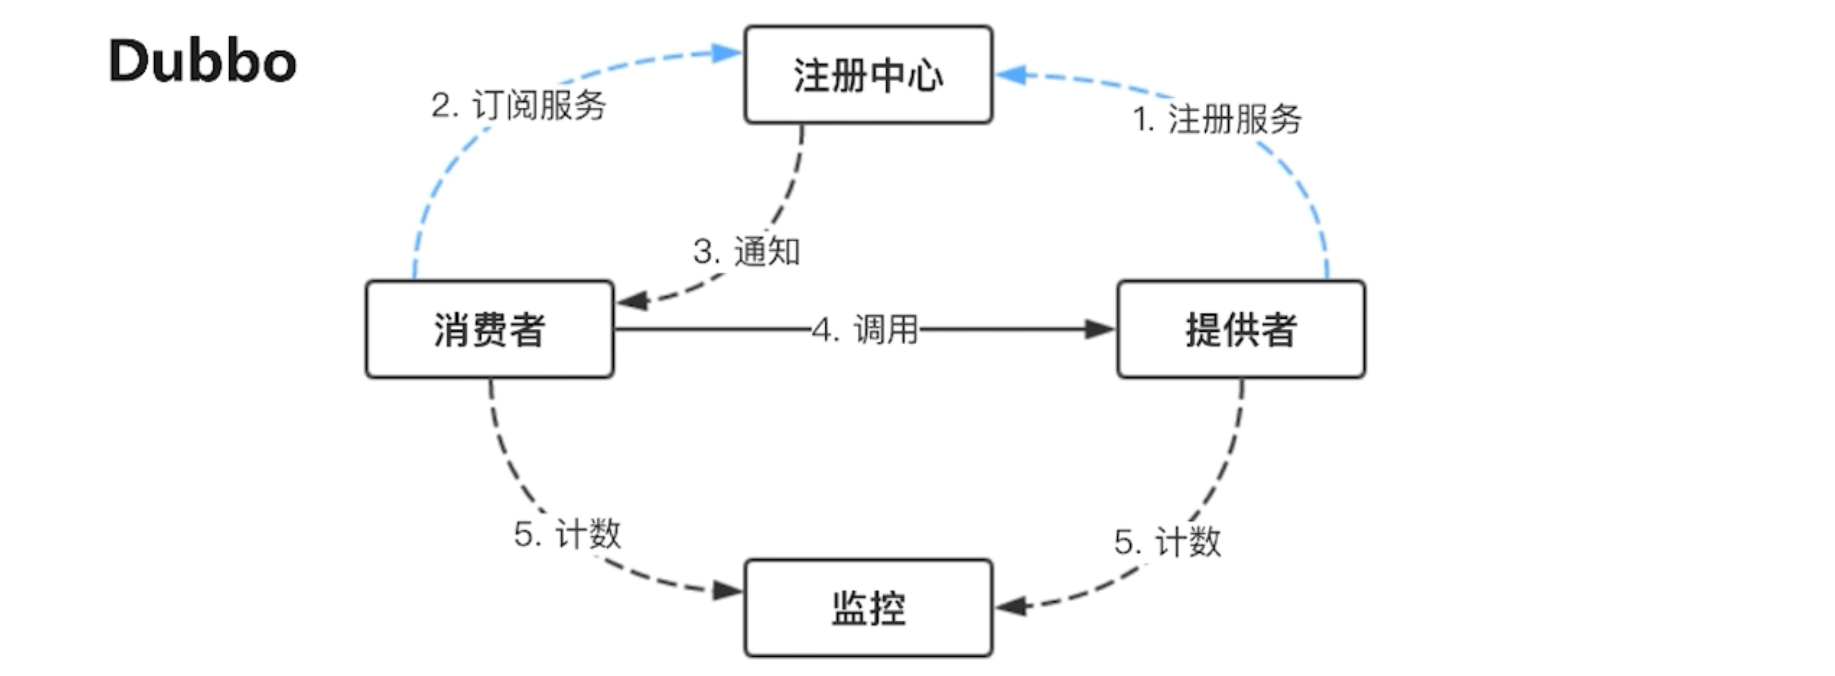 Dubbo
注册中心
2. 订阅服务
1. 注册服务
3. 通知
消费者
4. 调用
提供者
5. 计数
5. 计数
监控